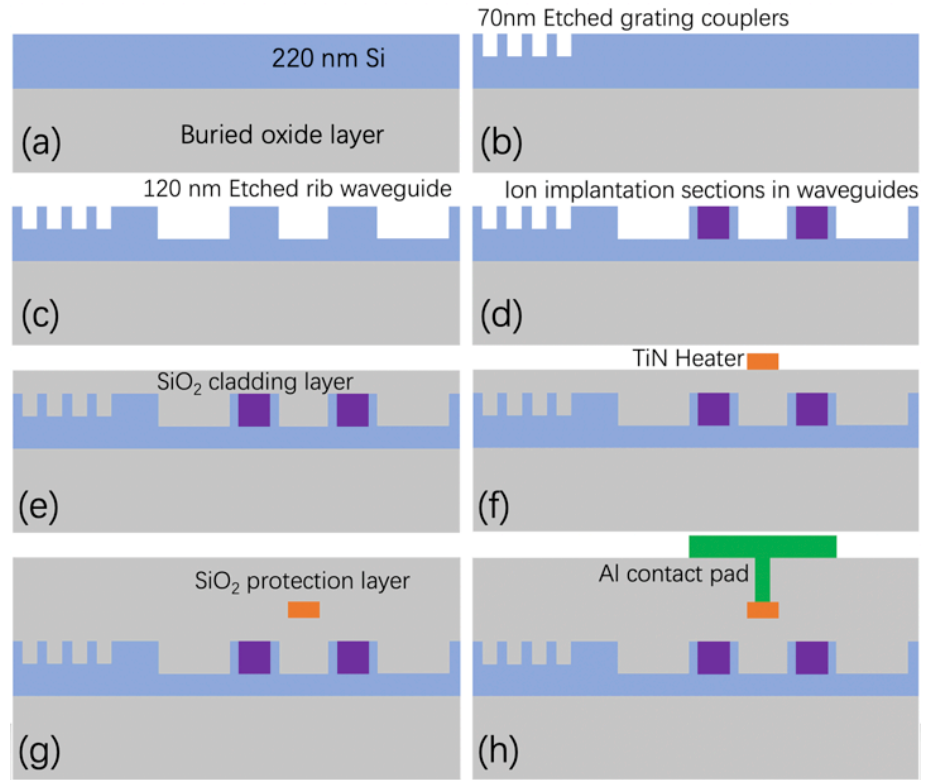 70nm Etched grating couplers
220 nm Si
Buried oxide layer
(a)
(b)
120 nm Etched rib waveguide
Ion implantation sections in waveguides
(c)
(d)
TiN Heater
SiO₂ cladding layer
(e)
(f)
SiO₂ protection layer
Al contact pad
(g)
(h)